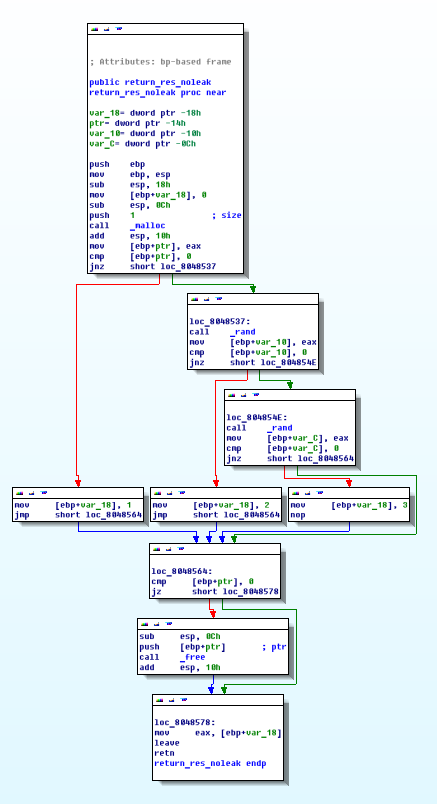 ; Attributes: bp-based frame
public return_res_noleak
return_res_noleak proc near
var_18= dword ptr -18h
ptr= dword ptr -14h
var_10= dword ptr -10h
var_C= dword ptr -0Ch
push ebp
mov ebp, esp
sub esp, 18h
mov [ebp+var_18], 0
sub esp, 0Ch
push 1 ; size
call _malloc
add esp, 10h
mov [ebp+ptr], eax
cmp [ebp+ptr], 0
jnz short loc_8048537
loc_8048537:
call _rand
mov [ebp+var_10], eax
cmp [ebp+var_10], 0
jnz short loc_804854E
loc_804854E:
call _rand
mov [ebp+var_C], eax
cmp [ebp+var_C], 0
jnz short loc_8048564
mov [ebp+var_18], 1
jmp short loc_8048564
mov [ebp+var_18], 2
jmp short loc_8048564
mov [ebp+var_18], 3
nop
loc_8048564:
cmp [ebp+ptr], 0
jz short loc_8048578
sub esp, 0Ch
push [ebp+ptr] ; ptr
call _free
add esp, 10h
loc_8048578:
mov eax, [ebp+var_18]
leave
retn
return_res_noleak endp